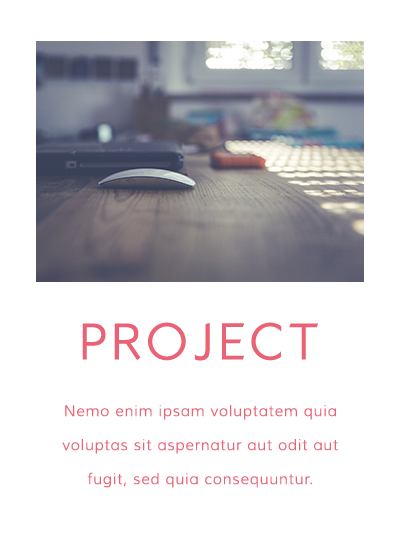 PROJECT
Nemo enim ipsam voluptatem quia
voluptas sit aspernatur aut odit aut
fugit, sed quia consequuntur.